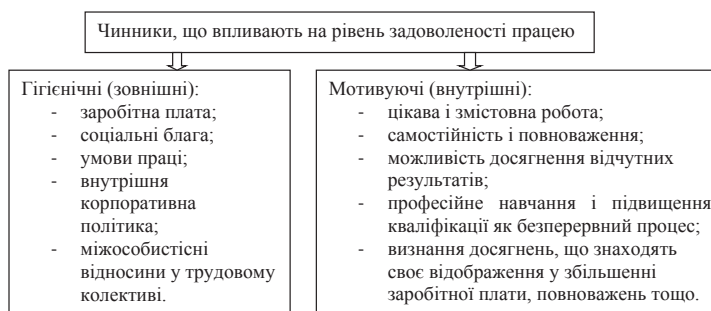 Чинники, що впливають на рівень задоволеності працею
Гігієнічні (зовнішні):
- заробітна плата;
- соціальні блага;
- умови праці;
- внутрішня
корпоративна
політика;
- міжособистісні
відносини у трудовому
колективі.
Мотивуючі (внутрішні):
- цікава і змістовна робота;
- самостійність і повноваження;
- можливість досягнення відчутних
результатів;
- професійне навчання і підвищення
кваліфікації як безперервний процес;
- визнання досягнень, що знаходять
своє відображення у збільшенні
заробітної плати, повноважень тощо.